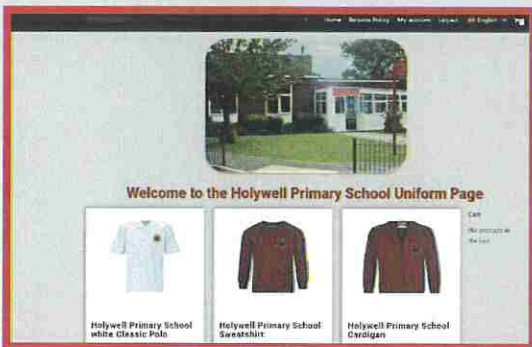 Home Returns Policy My account Logout English
Welcome to the Holywell Primary School Uniform Page
Cart
No products in
the cart.
Holywell Primary School
white Classic Polo
Holywell Primary School
Sweatshirt
Holywell Primary School
Cardigan